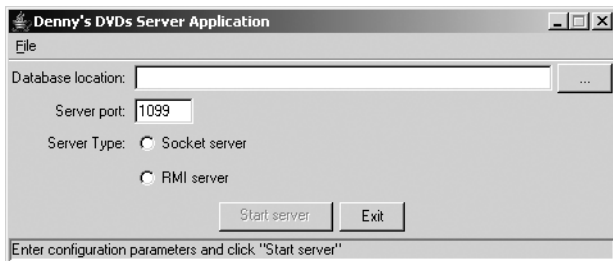 Denny's DVDs Server Application
File
Database location: ...
Server port: 1099
Server Type: Socket server
RMI server
Start server Exit
Enter configuration parameters and click "Start server"